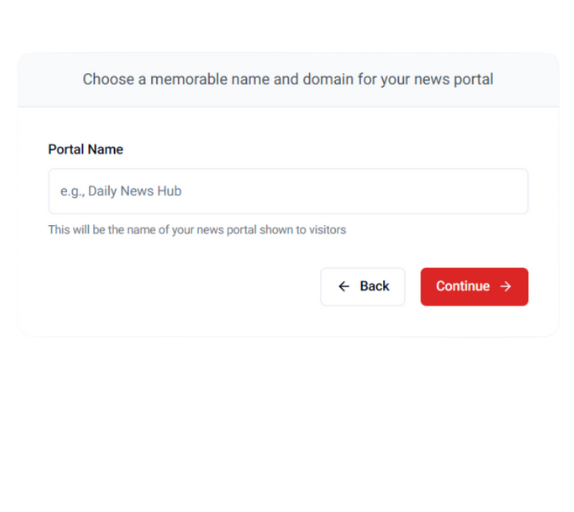 Choose a memorable name and domain for your news portal
Portal Name
e.g., Daily News Hub
This will be the name of your news portal shown to visitors
← Back
Continue →